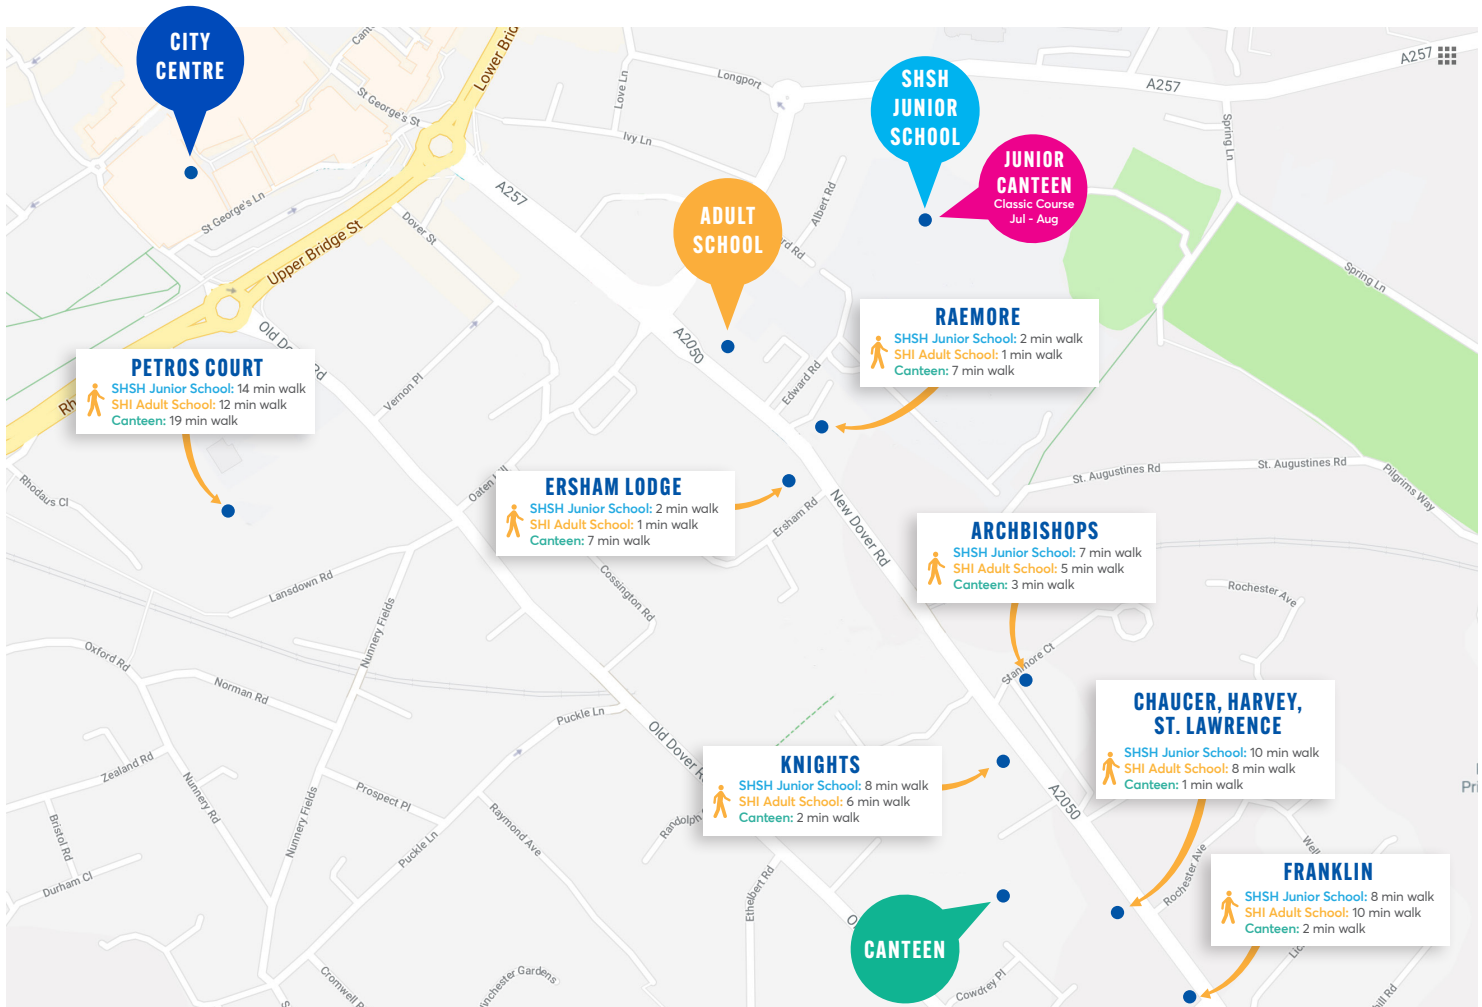 CITY
CENTRE
SHSH
JUNIOR
SCHOOL
JUNIOR
CANTEEN
Classic Course
Jul - Aug
ADULT
SCHOOL
RAEMORE
SHSH Junior School: 2 min walk
SHI Adult School: 1 min walk
Canteen: 7 min walk
PETROS COURT
SHSH Junior School: 14 min walk
SHI Adult School: 12 min walk
Canteen: 19 min walk
ERSHAM LODGE
SHSH Junior School: 2 min walk
SHI Adult School: 1 min walk
Canteen: 7 min walk
ARCHBISHOPS
SHSH Junior School: 7 min walk
SHI Adult School: 5 min walk
Canteen: 3 min walk
CHAUCER, HARVEY,
ST. LAWRENCE
SHSH Junior School: 10 min walk
SHI Adult School: 8 min walk
Canteen: 1 min walk
KNIGHTS
SHSH Junior School: 8 min walk
SHI Adult School: 6 min walk
Canteen: 2 min walk
FRANKLIN
SHSH Junior School: 8 min walk
SHI Adult School: 10 min walk
Canteen: 2 min walk
CANTEEN
St George's St
Lower
Love Ln
Longport
Ivy Ln
A257
A257
A257
Spring Ln
Spring Ln
St George's Ln
Dover St
Upper Bridge St
Albert Rd
Rd
Old
Rd
Vernon Pl
A2050
Edward Rd
Rhodaus Cl
Oaten
Ersham Rd
New Dover Rd
St. Augustines Rd
St. Augustines Rd
Pilgrims Way
Lansdown Rd
Cossington Rd
Nunnery Fields
Rochester Ave
Stanmore Ct
Oxford Rd
Norman Rd
Puckle Ln
Old Dover
Zealand Rd
Nunnery Rd
Nunnery Fields
Prospect Pl
Raymond Ave
A2050
Bristol Rd
Puckle Ln
Durham Cl
Ethelbert Rd
Rochester Ave
Cromwell
Gardens
Cowdrey Pl
Rd